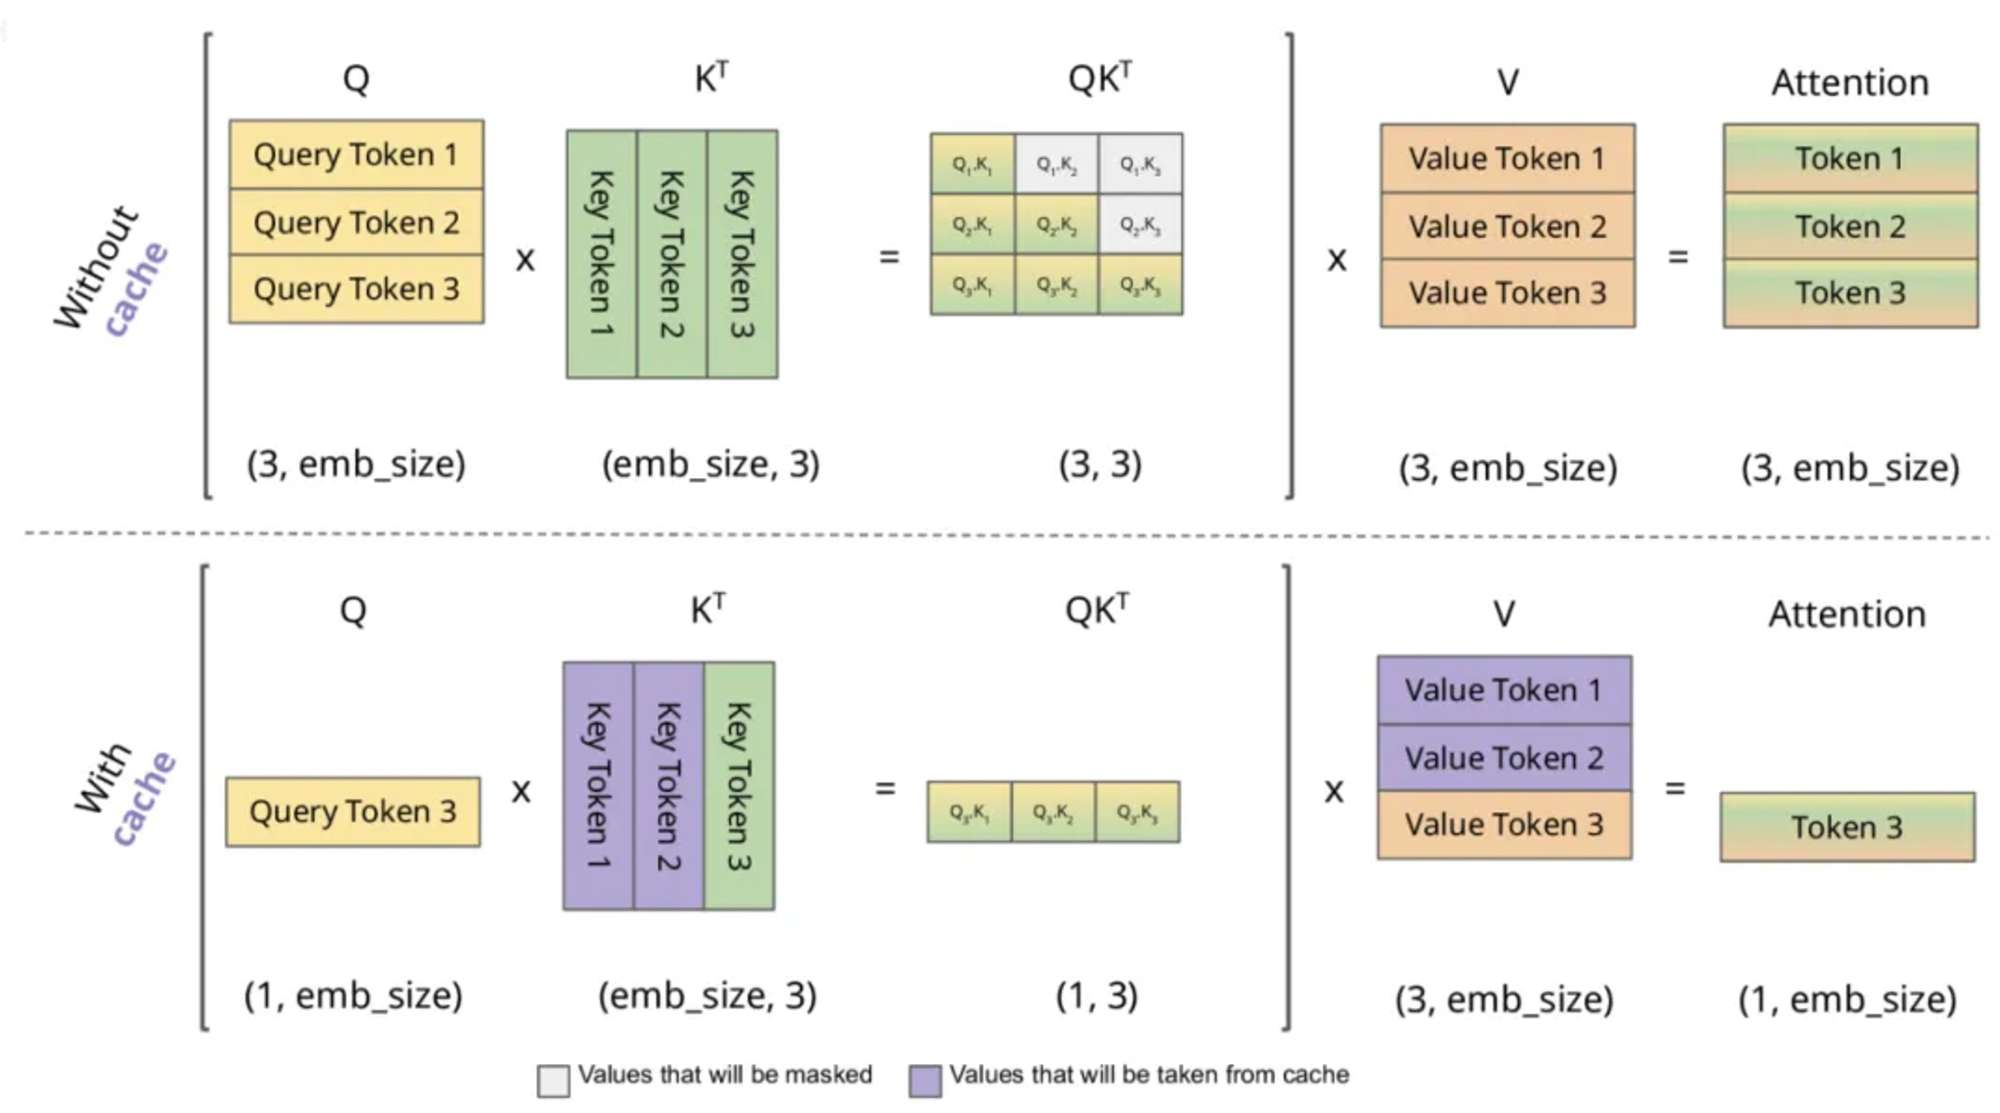 Without
cache
Q
K^T
QK^T
V
Attention
Query Token 1
Query Token 2
Query Token 3
x
Key Token 1
Key Token 2
Key Token 3
=
Q₁.K₁ Q₁.K₂ Q₁.K₃
Q₂.K₁ Q₂.K₂ Q₂.K₃
Q₃.K₁ Q₃.K₂ Q₃.K₃
x
Value Token 1
Value Token 2
Value Token 3
=
Token 1
Token 2
Token 3
(3, emb_size)
(emb_size, 3)
(3, 3)
(3, emb_size)
(3, emb_size)
With
cache
Q
K^T
QK^T
V
Attention
Query Token 3
x
Key Token 1
Key Token 2
Key Token 3
=
Q₃.K₁ Q₃.K₂ Q₃.K₃
x
Value Token 1
Value Token 2
Value Token 3
=
Token 3
(1, emb_size)
(emb_size, 3)
(1, 3)
(3, emb_size)
(1, emb_size)
Values that will be masked
Values that will be taken from cache